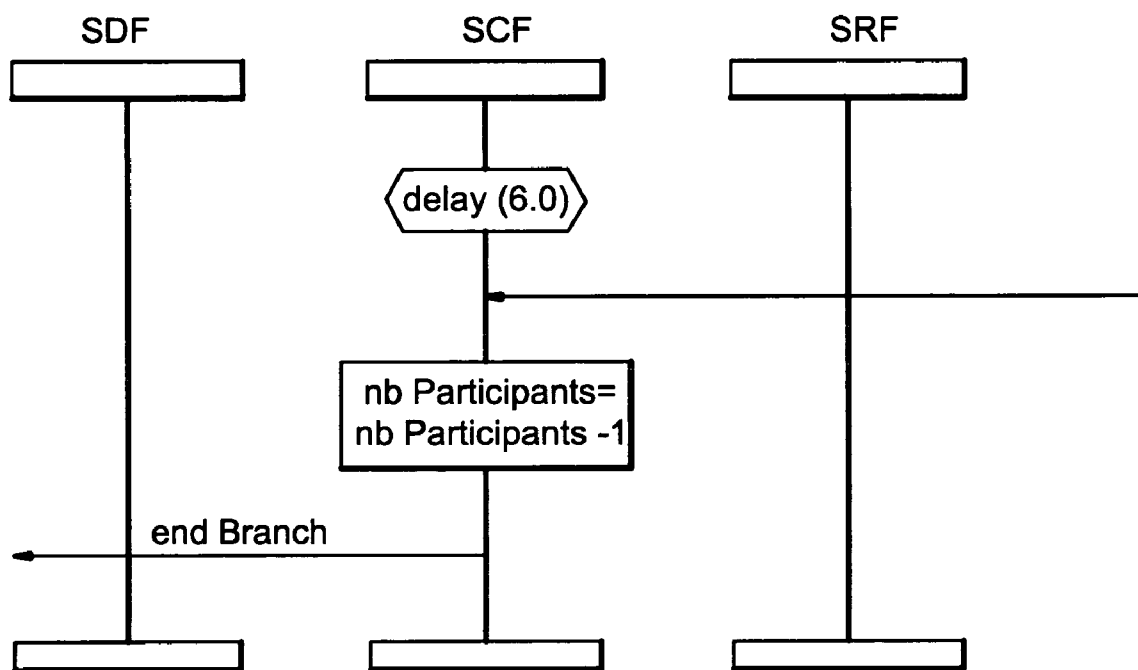 SDF SCF SRF
delay (6.0)
nb Participants=
nb Participants -1
end Branch